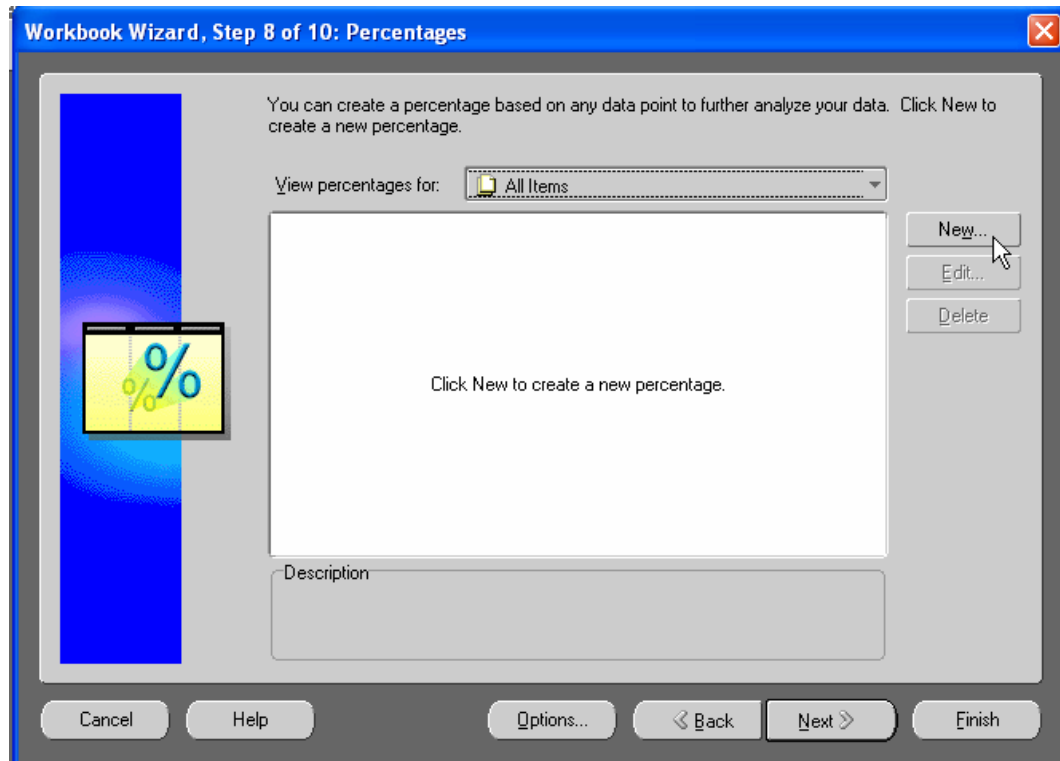 Workbook Wizard, Step 8 of 10: Percentages
You can create a percentage based on any data point to further analyze your data. Click New to
create a new percentage.
View percentages for:
All Items
New...
Edit...
Delete
%
%
Click New to create a new percentage.
Description
Cancel
Help
Options...
Back
Next
Finish